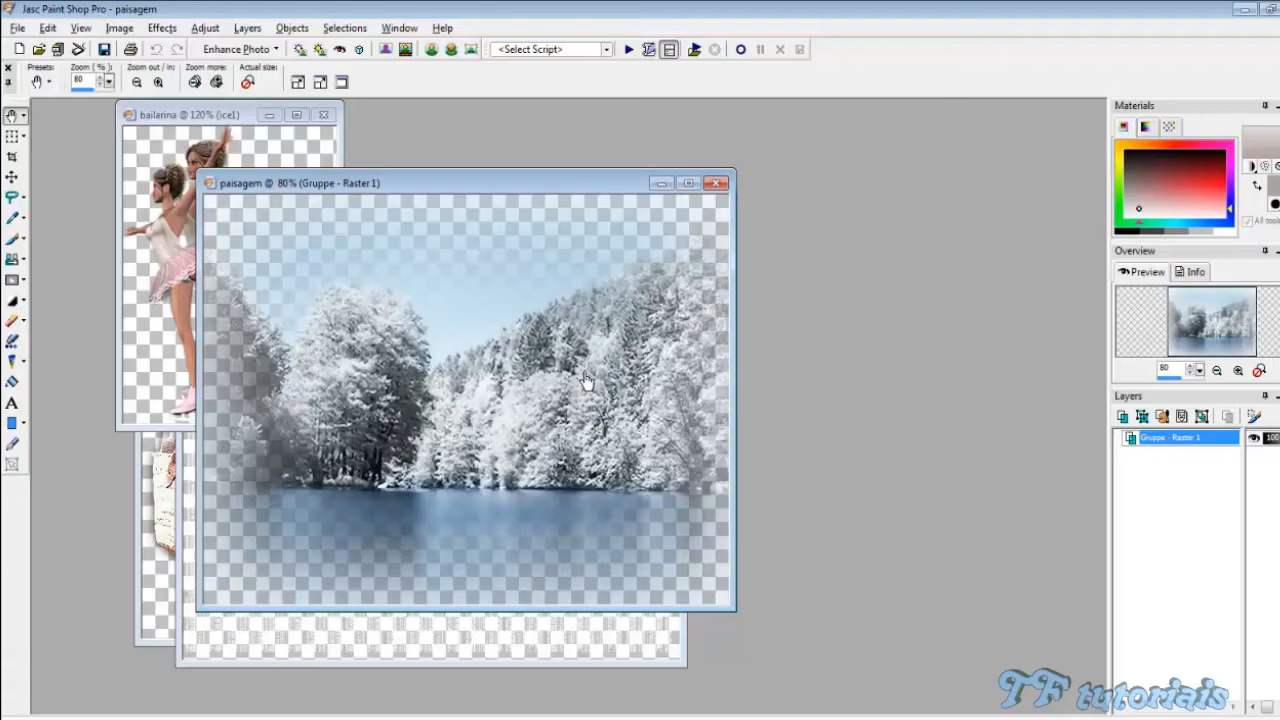 Jasc Paint Shop Pro - paisagem
File Edit View Image Effects Adjust Layers Objects Selections Window Help
Enhance Photo <Select Script>
Presets: Zoom ( % ): Zoom out / in: Zoom more: Actual size:
80
Materials
bailarina @ 120% (ice1)
paisagem @ 80% (Gruppe - Raster 1)
All tools
Overview
Preview Info
80
Layers
Gruppe - Raster 1 100
TF tutoriais